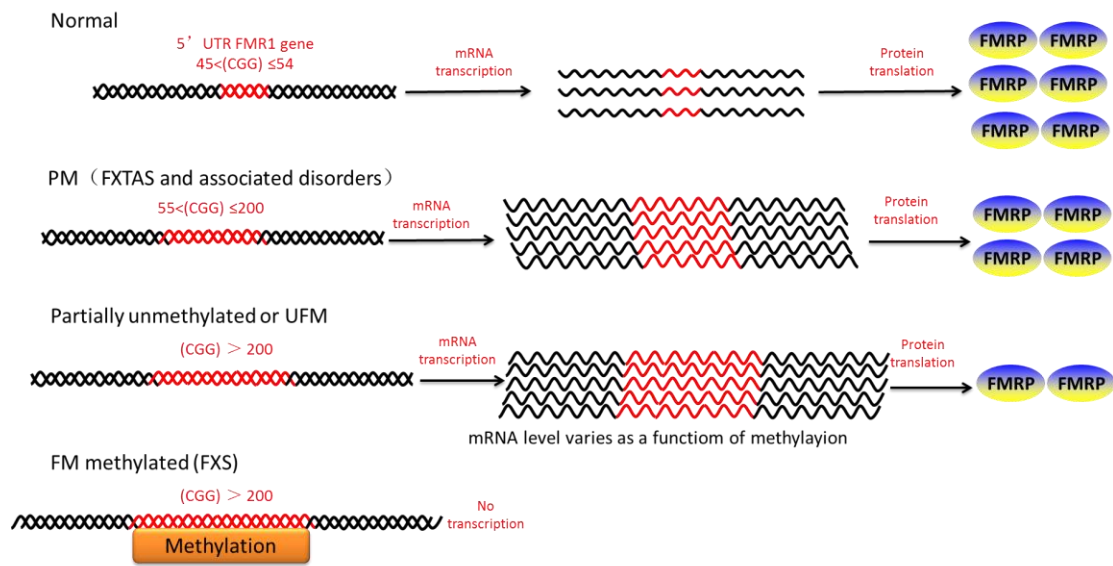 Normal
5’ UTR FMR1 gene
45<(CGG) ≤54
mRNA
transcription
Protein
translation
FMRP FMRP
FMRP FMRP
FMRP FMRP
PM（FXTAS and associated disorders）
55<(CGG) ≤200
mRNA
transcription
Protein
translation
FMRP FMRP
FMRP FMRP
Partially unmethylated or UFM
(CGG) ＞ 200
mRNA
transcription
Protein
translation
FMRP FMRP
mRNA level varies as a functiom of methylayion
FM methylated (FXS)
(CGG) ＞ 200
No
transcription
Methylation